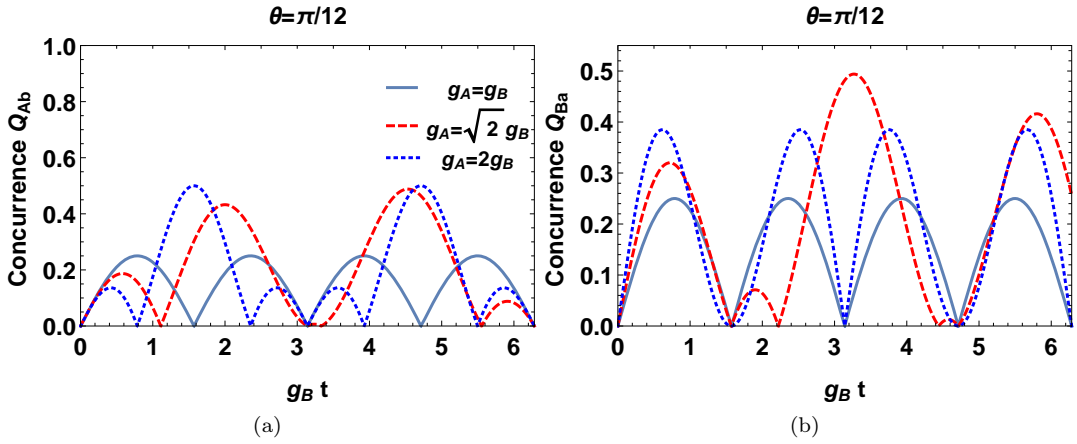 θ=π/12
Concurrence Q_Ab
1.0
0.8
0.6
0.4
0.2
0.0
g_A=g_B
g_A=√2 g_B
g_A=2g_B
0 1 2 3 4 5 6
g_B t
(a)
θ=π/12
Concurrence Q_Ba
0.5
0.4
0.3
0.2
0.1
0.0
0 1 2 3 4 5 6
g_B t
(b)